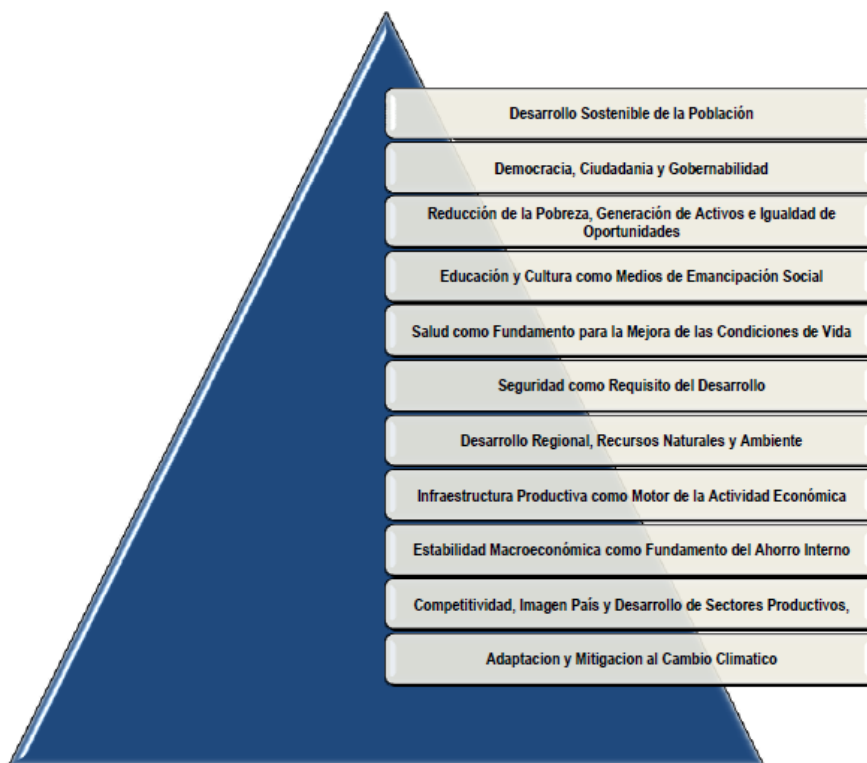 Desarrollo Sostenible de la Población
Democracia, Ciudadania y Gobernabilidad
Reducción de la Pobreza, Generación de Activos e Igualdad de
Oportunidades
Educación y Cultura como Medios de Emancipación Social
Salud como Fundamento para la Mejora de las Condiciones de Vida
Seguridad como Requisito del Desarrollo
Desarrollo Regional, Recursos Naturales y Ambiente
Infraestructura Productiva como Motor de la Actividad Económica
Estabilidad Macroeconómica como Fundamento del Ahorro Interno
Competitividad, Imagen País y Desarrollo de Sectores Productivos,
Adaptacion y Mitigacion al Cambio Climatico